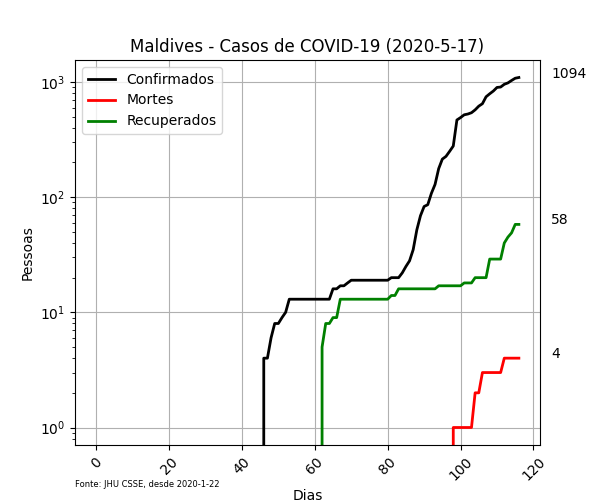 Maldives - Casos de COVID-19 (2020-5-17)
Confirmados
Mortes
Recuperados
10³
10²
10¹
10⁰
Pessoas
1094
58
4
0
20
40
60
80
100
120
Dias
Fonte: JHU CSSE, desde 2020-1-22